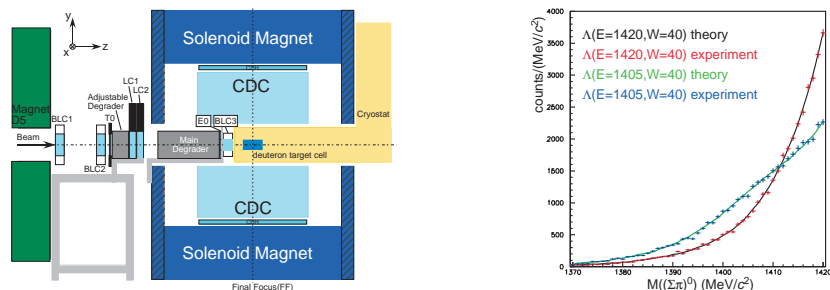 y
x
z
Magnet
D5
BLC1
Beam
BLC2
T0
Adjustable
Degrader
LC1
LC2
Main
Degrader
E0
BLC3
Solenoid Magnet
CDC
Cryostat
deuteron target cell
CDC
Solenoid Magnet
Final Focus(FF)
counts/(MeV/c²)
4000
3500
3000
2500
2000
1500
1000
500
0
Λ(E=1420,W=40) theory
Λ(E=1420,W=40) experiment
Λ(E=1405,W=40) theory
Λ(E=1405,W=40) experiment
1370
1380
1390
1400
1410
1420
M((Σπ)⁰) (MeV/c²)